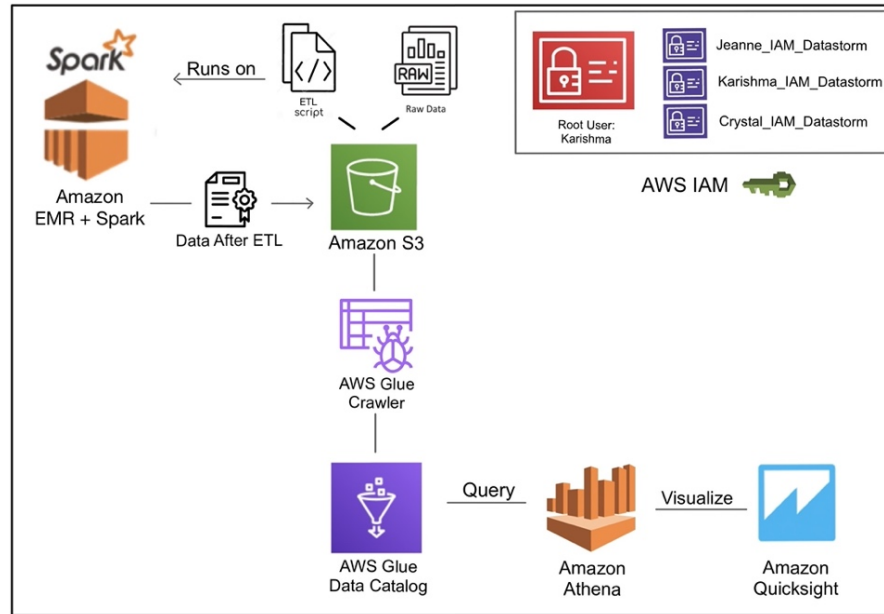 Spark
Runs on
ETL
script
RAW
Raw Data
Amazon
EMR + Spark
Data After ETL
Amazon S3
Root User:
Karishma
Jeanne_IAM_Datastorm
Karishma_IAM_Datastorm
Crystal_IAM_Datastorm
AWS IAM
AWS Glue
Crawler
AWS Glue
Data Catalog
Query
Amazon
Athena
Visualize
Amazon
Quicksight